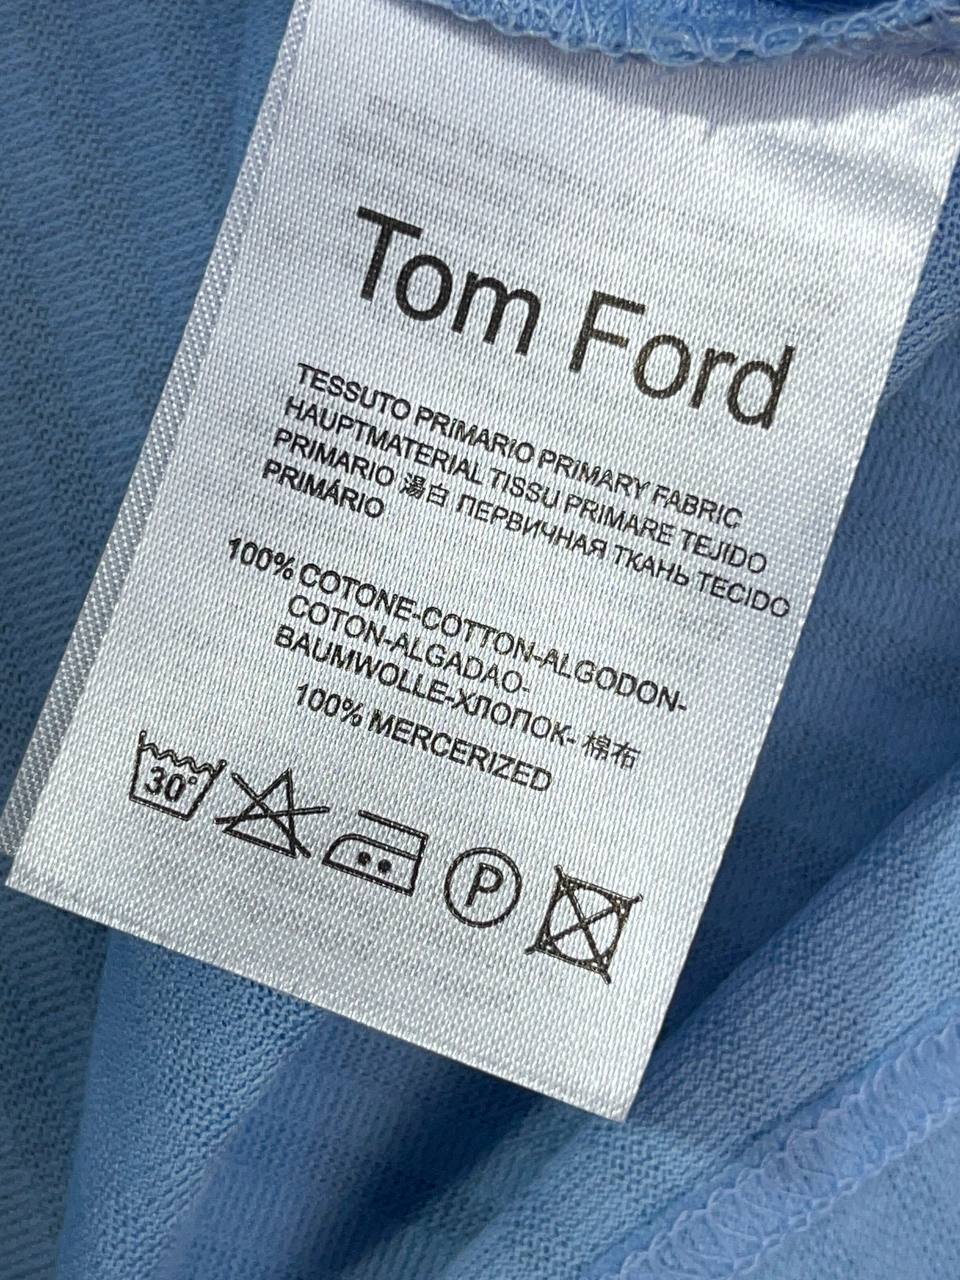 Tom Ford
TESSUTO PRIMARIO PRIMARY FABRIC
HAUPTMATERIAL TISSU PRIMARE TEJIDO
PRIMARIO 湯白 ПЕРВИЧНАЯ ТКАНЬ TECIDO
PRIMÁRIO
100% COTONE-COTTON-ALGODON-
COTON-ALGADAO-
BAUMWOLLE-ХЛОПОК- 棉布
100% MERCERIZED
30°
P